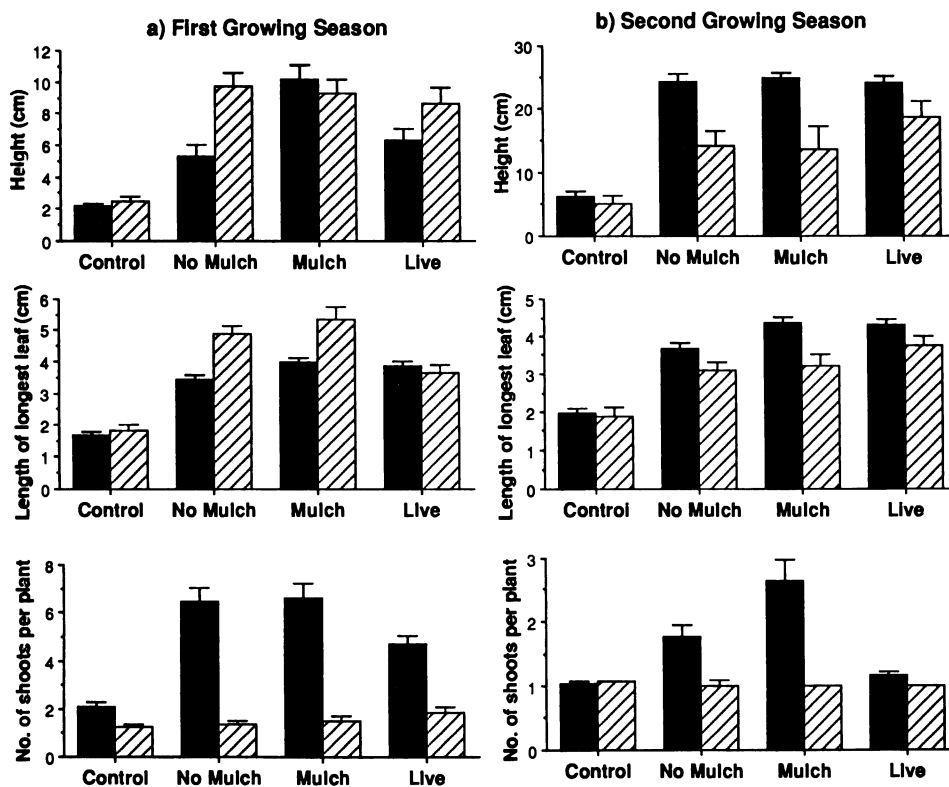 a) First Growing Season
Height (cm)
12
10
8
6
4
2
0
Control No Mulch Mulch Live
Length of longest leaf (cm)
6
5
4
3
2
1
0
Control No Mulch Mulch Live
No. of shoots per plant
8
6
4
2
0
Control No Mulch Mulch Live
b) Second Growing Season
Height (cm)
30
20
10
0
Control No Mulch Mulch Live
Length of longest leaf (cm)
5
4
3
2
1
0
Control No Mulch Mulch Live
No. of shoots per plant
3
2
1
0
Control No Mulch Mulch Live